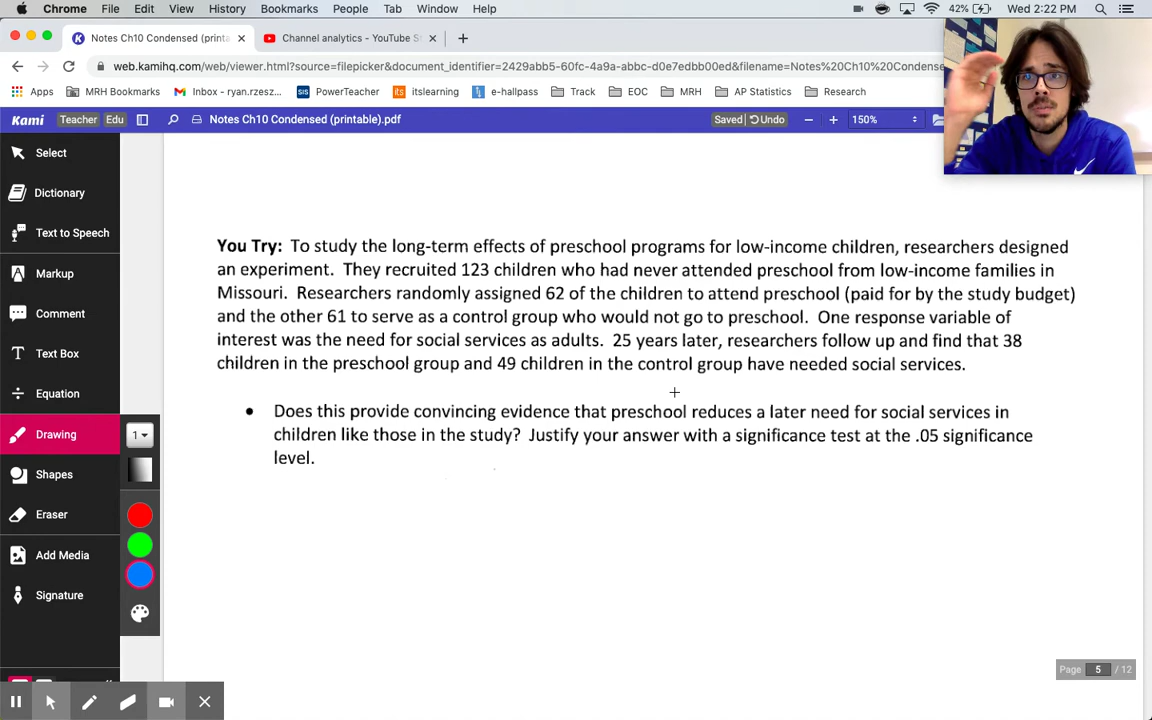 Chrome File Edit View History Bookmarks People Tab Window Help 42% Wed 2:22 PM
Notes Ch10 Condensed (printa Channel analytics - YouTube S
web.kamihq.com/web/viewer.html?source=filepicker&document_identifier=2429abb5-60fc-4a9a-abbc-d0e7edbb00ed&filename=Notes%20Ch10%20Condense
Apps MRH Bookmarks Inbox - ryan.rzesz... SIS PowerTeacher its itslearning e-hallpass Track EOC MRH AP Statistics Research
Kami Teacher Edu Notes Ch10 Condensed (printable).pdf Saved Undo 150%
Select
Dictionary
Text to Speech
Markup
Comment
Text Box
Equation
Drawing 1
Shapes
Eraser
Add Media
Signature
You Try: To study the long-term effects of preschool programs for low-income children, researchers designed
an experiment. They recruited 123 children who had never attended preschool from low-income families in
Missouri. Researchers randomly assigned 62 of the children to attend preschool (paid for by the study budget)
and the other 61 to serve as a control group who would not go to preschool. One response variable of
interest was the need for social services as adults. 25 years later, researchers follow up and find that 38
children in the preschool group and 49 children in the control group have needed social services.
• Does this provide convincing evidence that preschool reduces a later need for social services in
children like those in the study? Justify your answer with a significance test at the .05 significance
level.
Page 5 / 12